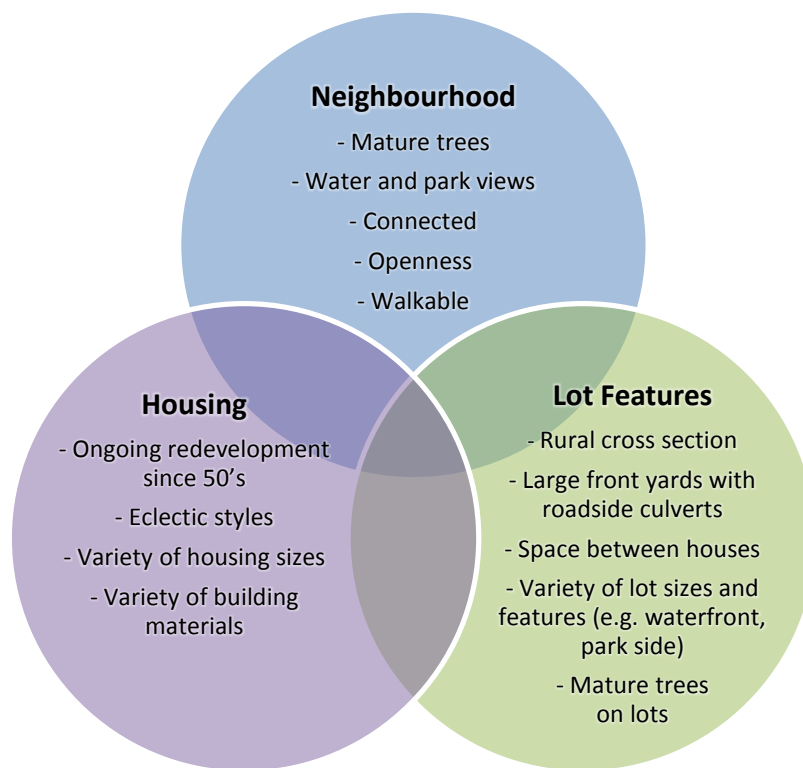 Neighbourhood
- Mature trees
- Water and park views
- Connected
- Openness
- Walkable
Housing
- Ongoing redevelopment
since 50's
- Eclectic styles
- Variety of housing sizes
- Variety of building
materials
Lot Features
- Rural cross section
- Large front yards with
roadside culverts
- Space between houses
- Variety of lot sizes and
features (e.g. waterfront,
park side)
- Mature trees
on lots